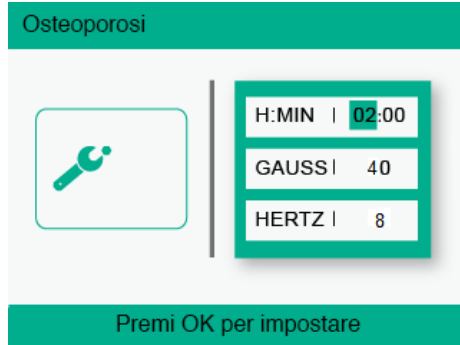 Osteoporosi
H:MIN | 02:00
GAUSS| 40
HERTZ | 8
Premi OK per impostare